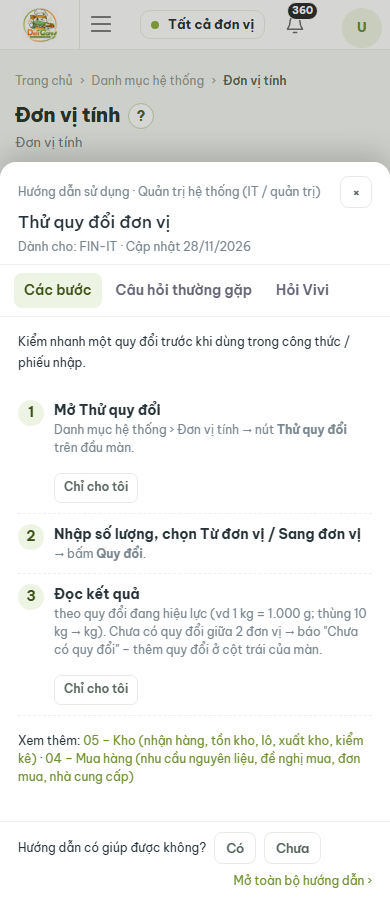 Tất cả đơn vị
360
U
Trang chủ > Danh mục hệ thống > Đơn vị tính
Đơn vị tính ?
Đơn vị tính
Hướng dẫn sử dụng · Quản trị hệ thống (IT / quản trị)
×
Thử quy đổi đơn vị
Dành cho: FIN-IT · Cập nhật 28/11/2026
Các bước Câu hỏi thường gặp Hỏi Vivi
Kiểm nhanh một quy đổi trước khi dùng trong công thức /
phiếu nhập.
1 Mở Thử quy đổi
Danh mục hệ thống > Đơn vị tính → nút Thử quy đổi
trên đầu màn.
Chỉ cho tôi
2 Nhập số lượng, chọn Từ đơn vị / Sang đơn vị
→ bấm Quy đổi.
3 Đọc kết quả
theo quy đổi đang hiệu lực (vd 1 kg = 1.000 g; thùng 10
kg → kg). Chưa có quy đổi giữa 2 đơn vị → báo "Chưa
có quy đổi" – thêm quy đổi ở cột trái của màn.
Chỉ cho tôi
Xem thêm: 05 – Kho (nhận hàng, tồn kho, lô, xuất kho, kiểm
kê) · 04 – Mua hàng (nhu cầu nguyên liệu, đề nghị mua, đơn
mua, nhà cung cấp)
Hướng dẫn có giúp được không? Có Chưa
Mở toàn bộ hướng dẫn >